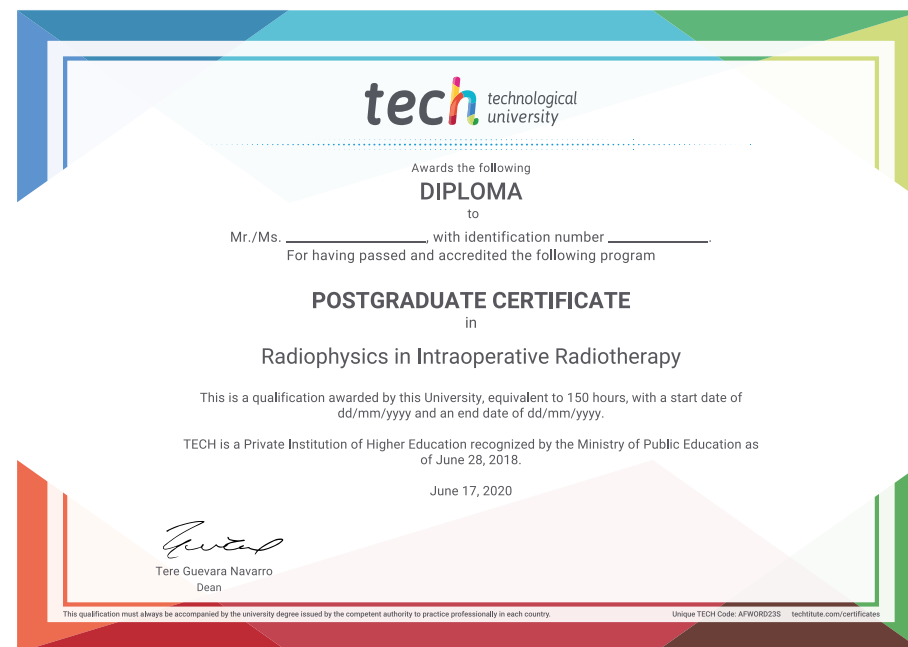 tech technological
university
Awards the following
DIPLOMA
to
Mr./Ms. ____________, with identification number ____________.
For having passed and accredited the following program
POSTGRADUATE CERTIFICATE
in
Radiophysics in Intraoperative Radiotherapy
This is a qualification awarded by this University, equivalent to 150 hours, with a start date of
dd/mm/yyyy and an end date of dd/mm/yyyy.
TECH is a Private Institution of Higher Education recognized by the Ministry of Public Education as
of June 28, 2018.
June 17, 2020
Tere Guevara Navarro
Dean
This qualification must always be accompanied by the university degree issued by the competent authority to practice professionally in each country.
Unique TECH Code: AFWORD23S techtitute.com/certificates